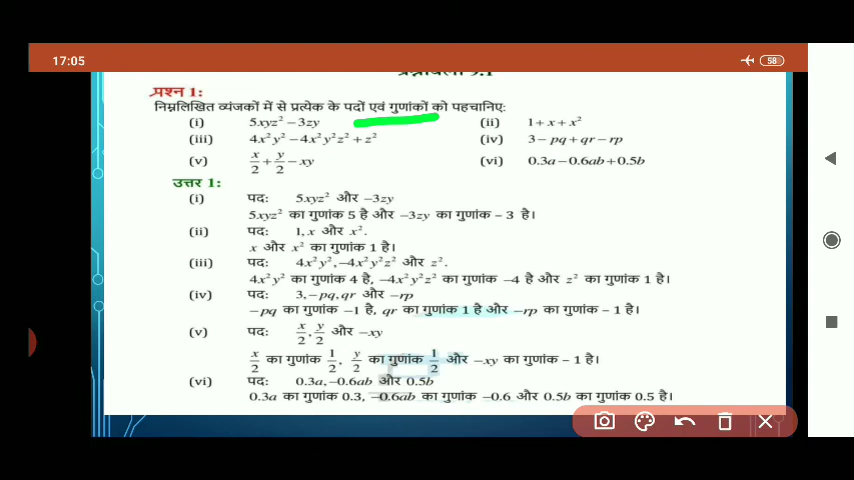 17:05
58
प्रश्नावली 9.1
प्रश्न 1:
निम्नलिखित व्यंजकों में से प्रत्येक के पदों एवं गुणांकों को पहचानिए:
(i) 5xyz² − 3zy (ii) 1 + x + x²
(iii) 4x²y² − 4x²y²z² + z² (iv) 3 − pq + qr − rp
(v) x/2 + y/2 − xy (vi) 0.3a − 0.6ab + 0.5b
उत्तर 1:
(i) पद: 5xyz² और −3zy
5xyz² का गुणांक 5 है और −3zy का गुणांक - 3 है।
(ii) पद: 1, x और x².
x और x² का गुणांक 1 है।
(iii) पद: 4x²y², −4x²y²z² और z².
4x²y² का गुणांक 4 है, −4x²y²z² का गुणांक −4 है और z² का गुणांक 1 है।
(iv) पद: 3, −pq, qr और −rp
−pq का गुणांक −1 है, qr का गुणांक 1 है और −rp का गुणांक - 1 है।
(v) पद: x/2, y/2 और −xy
x/2 का गुणांक 1/2, y/2 का गुणांक 1/2 और −xy का गुणांक - 1 है।
(vi) पद: 0.3a, −0.6ab और 0.5b
0.3a का गुणांक 0.3, −0.6ab का गुणांक −0.6 और 0.5b का गुणांक 0.5 है।